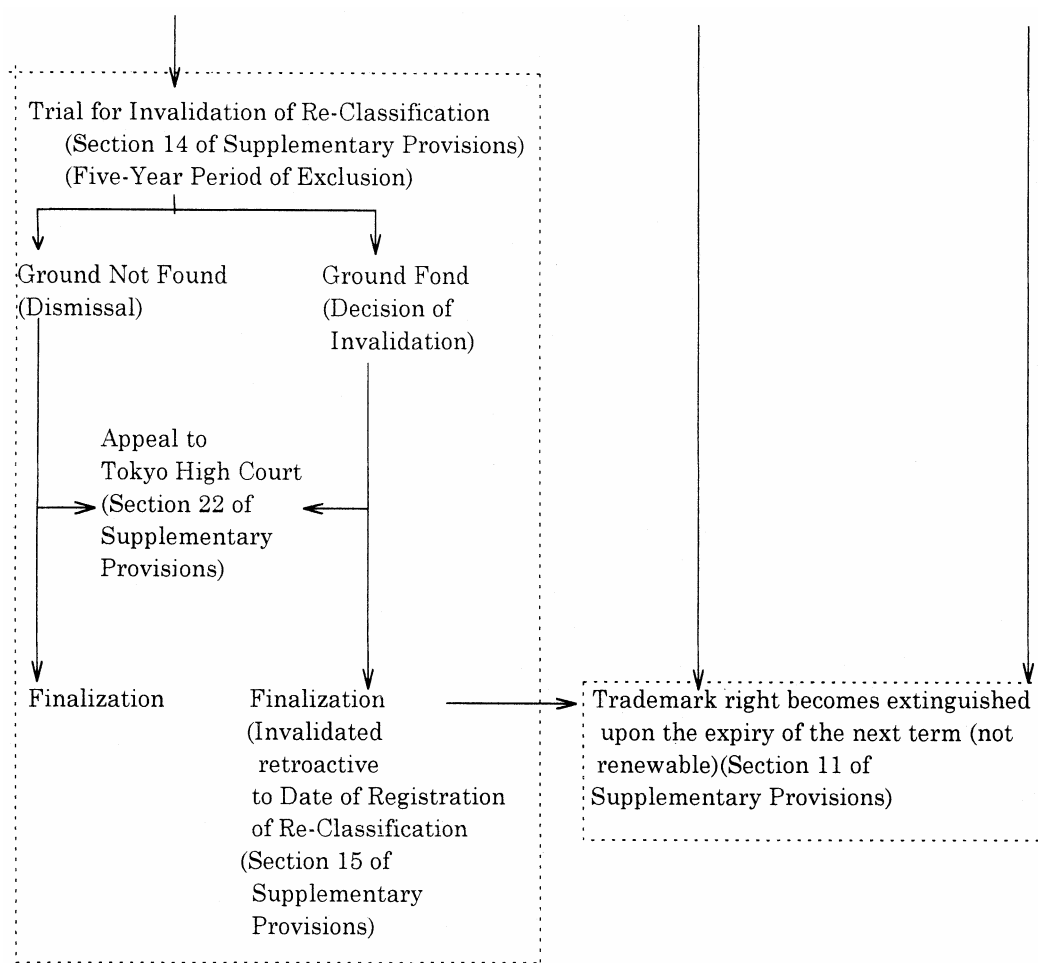 Trial for Invalidation of Re-Classification
(Section 14 of Supplementary Provisions)
(Five-Year Period of Exclusion)
Ground Not Found
(Dismissal)
Ground Fond
(Decision of
Invalidation)
Appeal to
Tokyo High Court
(Section 22 of
Supplementary
Provisions)
Finalization
Finalization
(Invalidated
retroactive
to Date of Registration
of Re-Classification
(Section 15 of
Supplementary
Provisions)
Trademark right becomes extinguished
upon the expiry of the next term (not
renewable)(Section 11 of
Supplementary Provisions)